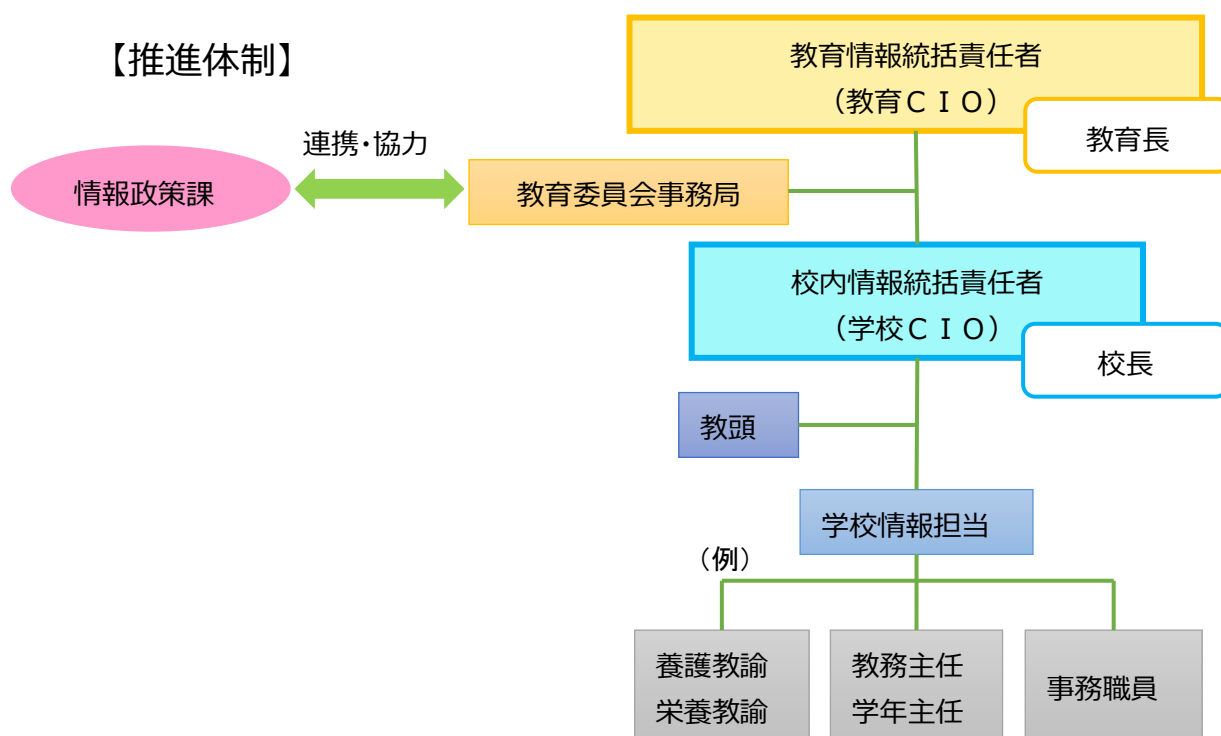 【推進体制】
教育情報統括責任者
（教育ＣＩＯ）
教育長
連携・協力
情報政策課
教育委員会事務局
校内情報統括責任者
（学校ＣＩＯ）
校長
教頭
学校情報担当
（例）
養護教諭
栄養教諭
教務主任
学年主任
事務職員